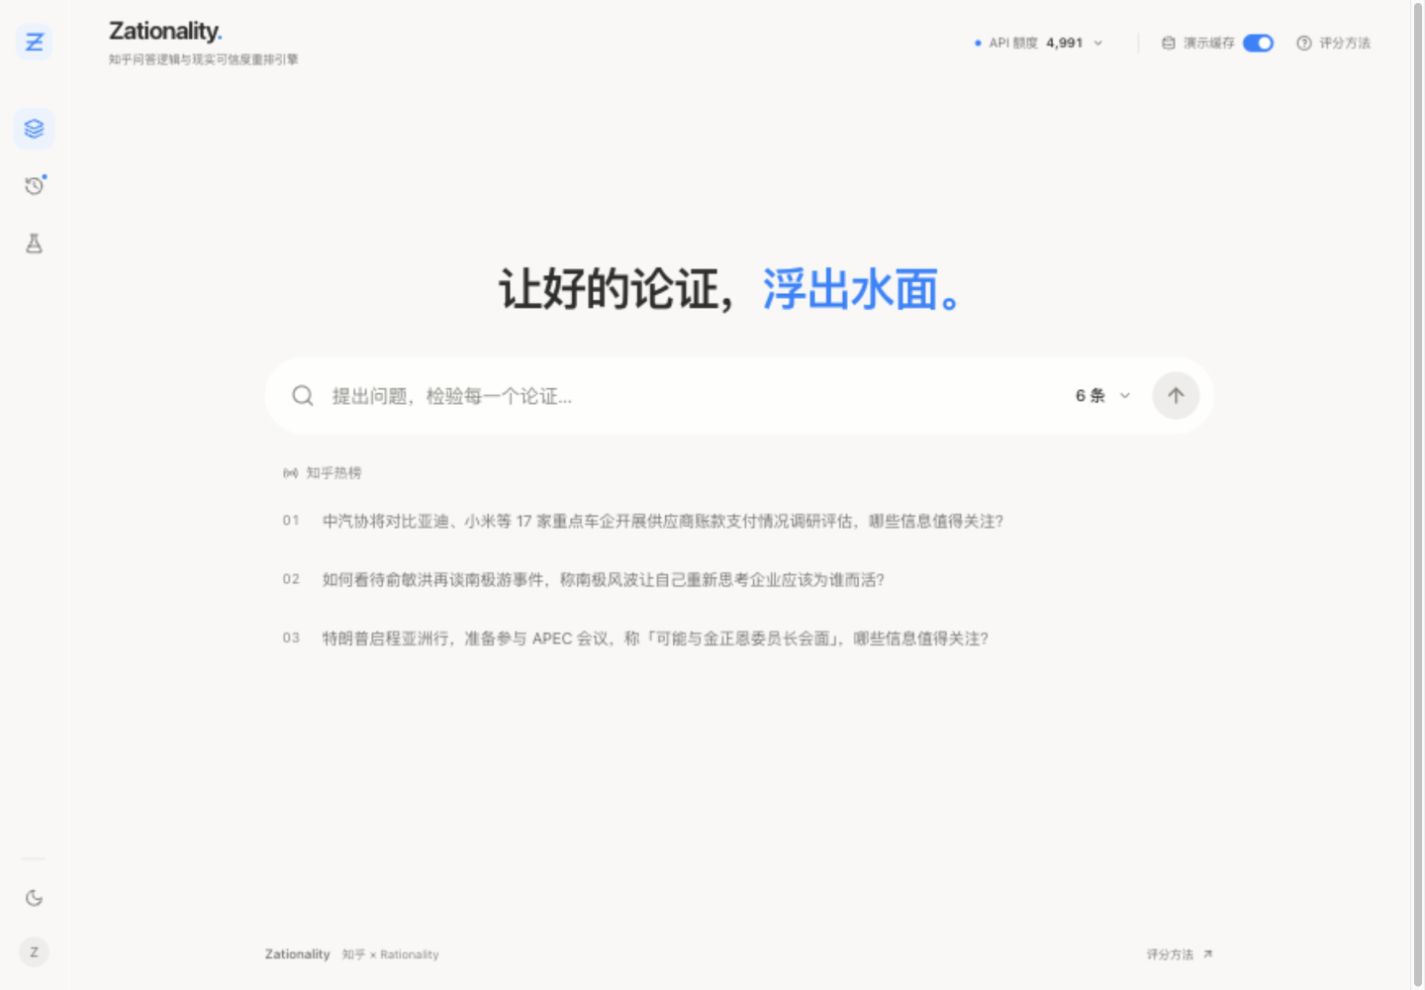 Z
Zationality.
知乎问答逻辑与现实可信度重排引擎
API 额度 4,991
演示缓存
评分方法
让好的论证，浮出水面。
提出问题，检验每一个论证...
6 条
知乎热榜
01 中汽协将对比亚迪、小米等 17 家重点车企开展供应商账款支付情况调研评估，哪些信息值得关注？
02 如何看待俞敏洪再谈南极游事件，称南极风波让自己重新思考企业应该为谁而活？
03 特朗普启程亚洲行，准备参与 APEC 会议，称「可能与金正恩委员长会面」，哪些信息值得关注？
Z
Zationality 知乎 × Rationality
评分方法